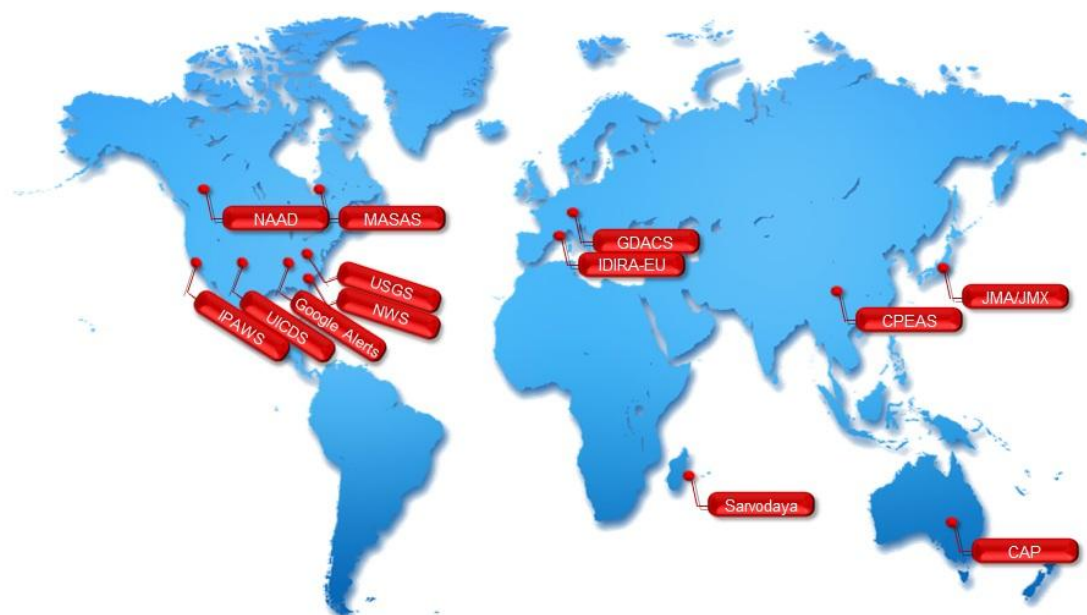 NAAD
MASAS
GDACS
IDIRA-EU
USGS
NWS
Google Alerts
UICDS
IPAWS
JMA/JMX
CPEAS
Sarvodaya
CAP